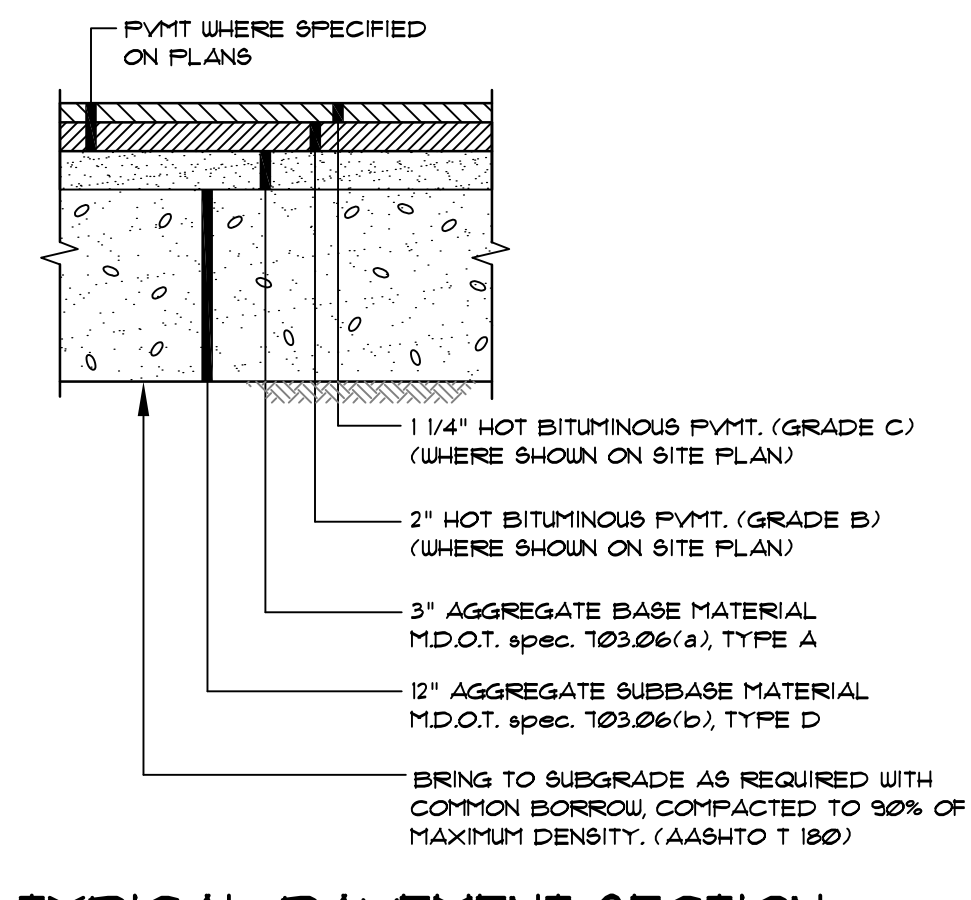 PVMT WHERE SPECIFIED
ON PLANS
1 1/4" HOT BITUMINOUS PVMT. (GRADE C)
(WHERE SHOWN ON SITE PLAN)
2" HOT BITUMINOUS PVMT. (GRADE B)
(WHERE SHOWN ON SITE PLAN)
3" AGGREGATE BASE MATERIAL
M.D.O.T. spec. 703.06(a), TYPE A
12" AGGREGATE SUBBASE MATERIAL
M.D.O.T. spec. 703.06(b), TYPE D
BRING TO SUBGRADE AS REQUIRED WITH
COMMON BORROW, COMPACTED TO 90% OF
MAXIMUM DENSITY. (AASHTO T 180)
PAVEMENT SECTION